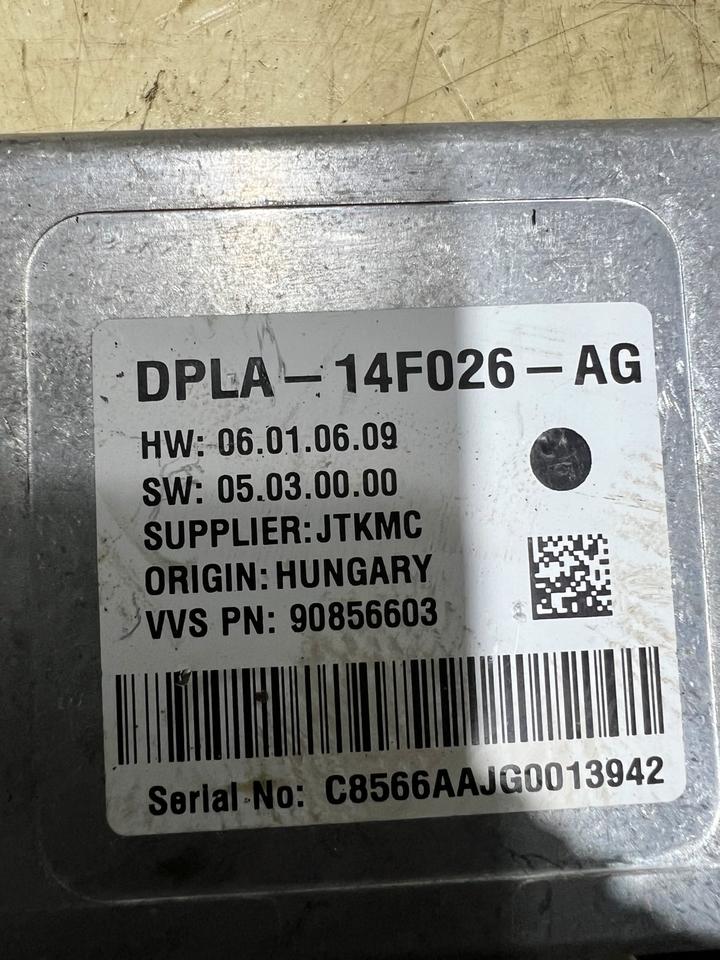 DPLA – 14F026 – AG
HW: 06.01.06.09
SW: 05.03.00.00
SUPPLIER: JTKMC
ORIGIN: HUNGARY
VVS PN: 90856603
Serial No: C8566AAJG0013942